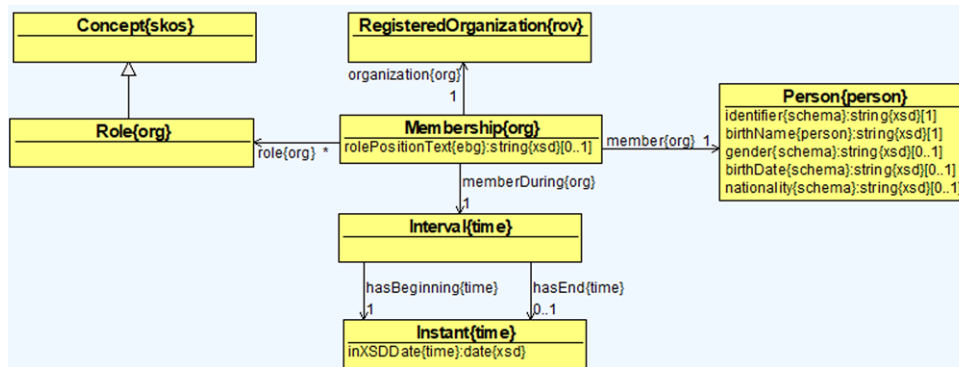 Concept{skos}
RegisteredOrganization{rov}
organization{org}
1
Person{person}
identifier{schema}:string{xsd}[1]
birthName{person}:string{xsd}[1]
gender{schema}:string{xsd}[0..1]
birthDate{schema}:string{xsd}[0..1]
nationality{schema}:string{xsd}[0..1]
Role{org}
role{org} *
Membership{org}
rolePositionText{ebg}:string{xsd}[0..1]
member{org} 1
memberDuring{org}
1
Interval{time}
hasBeginning{time}
1
hasEnd{time}
0..1
Instant{time}
inXSDDate{time}:date{xsd}